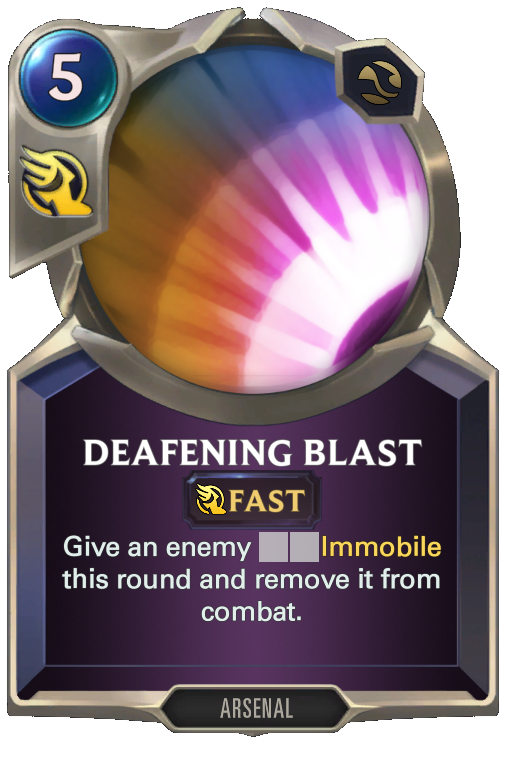 5
DEAFENING BLAST
FAST
Give an enemy Immobile
this round and remove it from
combat.
ARSENAL